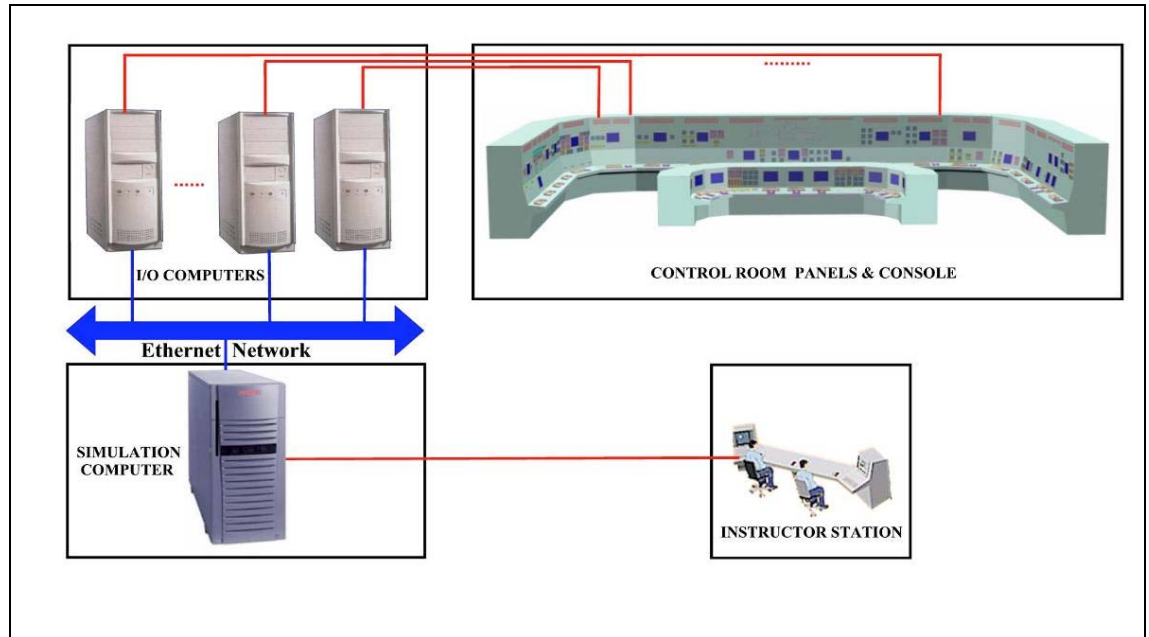 I/O COMPUTERS
CONTROL ROOM PANELS & CONSOLE
Ethernet Network
SIMULATION
COMPUTER
INSTRUCTOR STATION